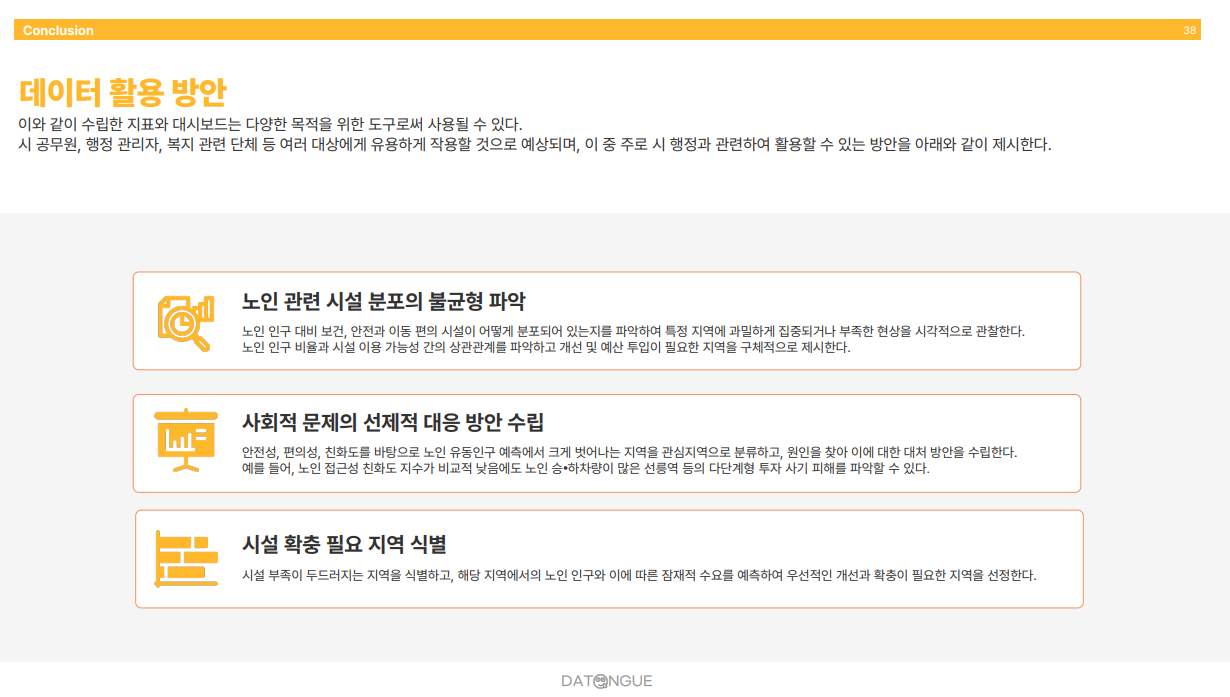 Conclusion
38
데이터 활용 방안
이와 같이 수립한 지표와 대시보드는 다양한 목적을 위한 도구로써 사용될 수 있다.
시 공무원, 행정 관리자, 복지 관련 단체 등 여러 대상에게 유용하게 작용할 것으로 예상되며, 이 중 주로 시 행정과 관련하여 활용할 수 있는 방안을 아래와 같이 제시한다.
노인 관련 시설 분포의 불균형 파악
노인 인구 대비 보건, 안전과 이동 편의 시설이 어떻게 분포되어 있는지를 파악하여 특정 지역에 과밀하게 집중되거나 부족한 현상을 시각적으로 관찰한다.
노인 인구 비율과 시설 이용 가능성 간의 상관관계를 파악하고 개선 및 예산 투입이 필요한 지역을 구체적으로 제시한다.
사회적 문제의 선제적 대응 방안 수립
안전성, 편의성, 친화도를 바탕으로 노인 유동인구 예측에서 크게 벗어나는 지역을 관심지역으로 분류하고, 원인을 찾아 이에 대한 대처 방안을 수립한다.
예를 들어, 노인 접근성 친화도 지수가 비교적 낮음에도 노인 승•하차량이 많은 선릉역 등의 다단계형 투자 사기 피해를 파악할 수 있다.
시설 확충 필요 지역 식별
시설 부족이 두드러지는 지역을 식별하고, 해당 지역에서의 노인 인구와 이에 따른 잠재적 수요를 예측하여 우선적인 개선과 확충이 필요한 지역을 선정한다.
DATONGUE